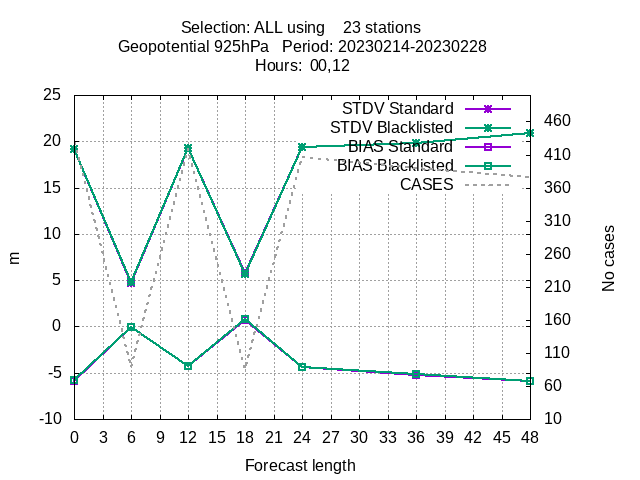 Selection: ALL using    23 stations
Geopotential 925hPa   Period: 20230214-20230228
Hours:  00,12
STDV Standard
STDV Blacklisted
BIAS Standard
BIAS Blacklisted
CASES
25
20
15
10
5
0
-5
-10
m
460
410
360
310
260
210
160
110
60
10
No cases
0 3 6 9 12 15 18 21 24 27 30 33 36 39 42 45 48
Forecast length